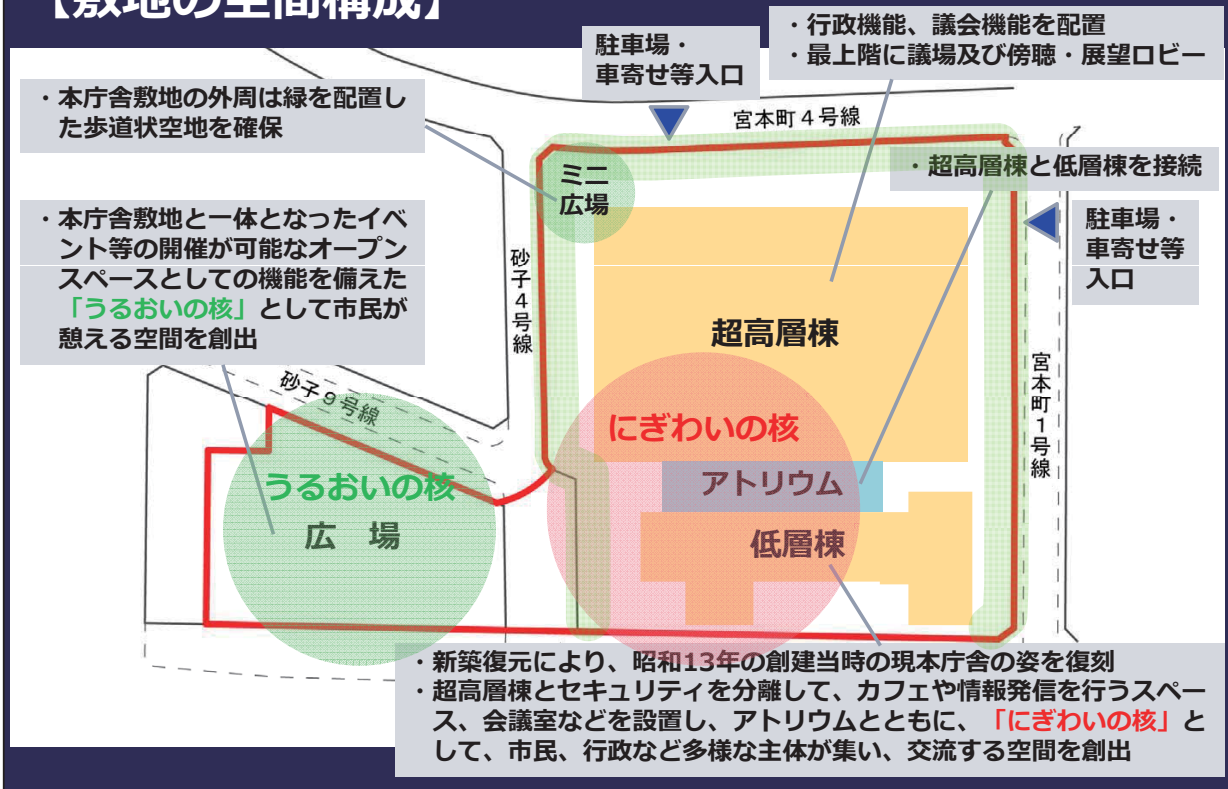 【敷地の空間構成】
・行政機能、議会機能を配置
・最上階に議場及び傍聴・展望ロビー
駐車場・
車寄せ等入口
・本庁舎敷地の外周は緑を配置し
た歩道状空地を確保
宮本町４号線
ミニ
広場
・超高層棟と低層棟を接続
・本庁舎敷地と一体となったイベ
ント等の開催が可能なオープン
スペースとしての機能を備えた
「うるおいの核」として市民が
憩える空間を創出
駐車場・
車寄せ等
入口
砂子４号線
超高層棟
宮本町１号線
砂子９号線
にぎわいの核
アトリウム
うるおいの核
広　場
低層棟
・新築復元により、昭和13年の創建当時の現本庁舎の姿を復刻
・超高層棟とセキュリティを分離して、カフェや情報発信を行うスペー
ス、会議室などを設置し、アトリウムとともに、「にぎわいの核」と
して、市民、行政など多様な主体が集い、交流する空間を創出